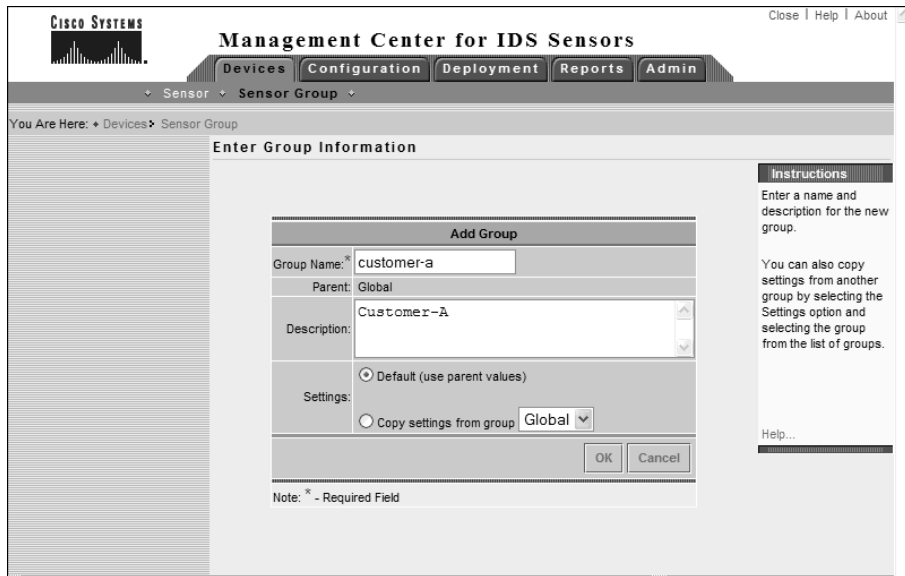 Close | Help | About
CISCO SYSTEMS
Management Center for IDS Sensors
Devices Configuration Deployment Reports Admin
Sensor Sensor Group
You Are Here: Devices Sensor Group
Enter Group Information
Add Group
Group Name:* customer-a
Parent: Global
Description: Customer-A
Settings: Default (use parent values)
Copy settings from group Global
OK Cancel
Note: * - Required Field
Instructions
Enter a name and
description for the new
group.
You can also copy
settings from another
group by selecting the
Settings option and
selecting the group
from the list of groups.
Help...